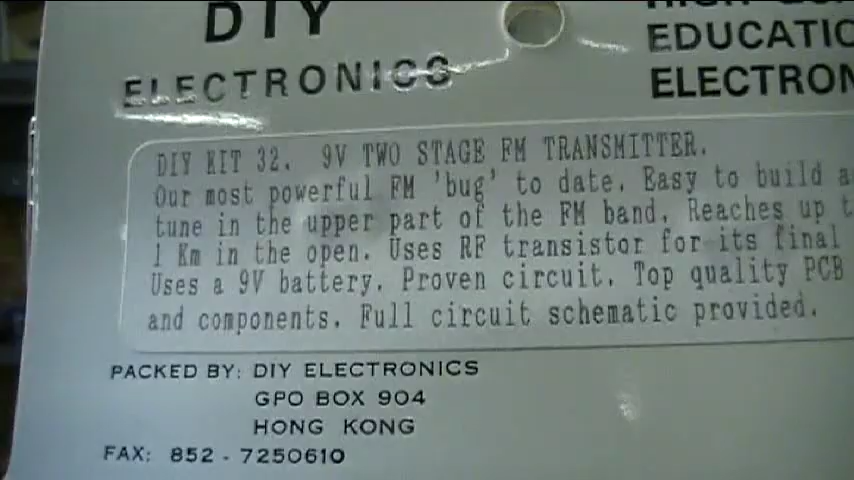 DIY
ELECTRONICS
EDUCATIO
ELECTRON
DIY KIT 32. 9V TWO STAGE FM TRANSMITTER.
Our most powerful FM 'bug' to date. Easy to build a
tune in the upper part of the FM band. Reaches up t
1 Km in the open. Uses RF transistor for its final
Uses a 9V battery. Proven circuit. Top quality PCB
and components. Full circuit schematic provided.
PACKED BY: DIY ELECTRONICS
GPO BOX 904
HONG KONG
FAX: 852 - 7250610